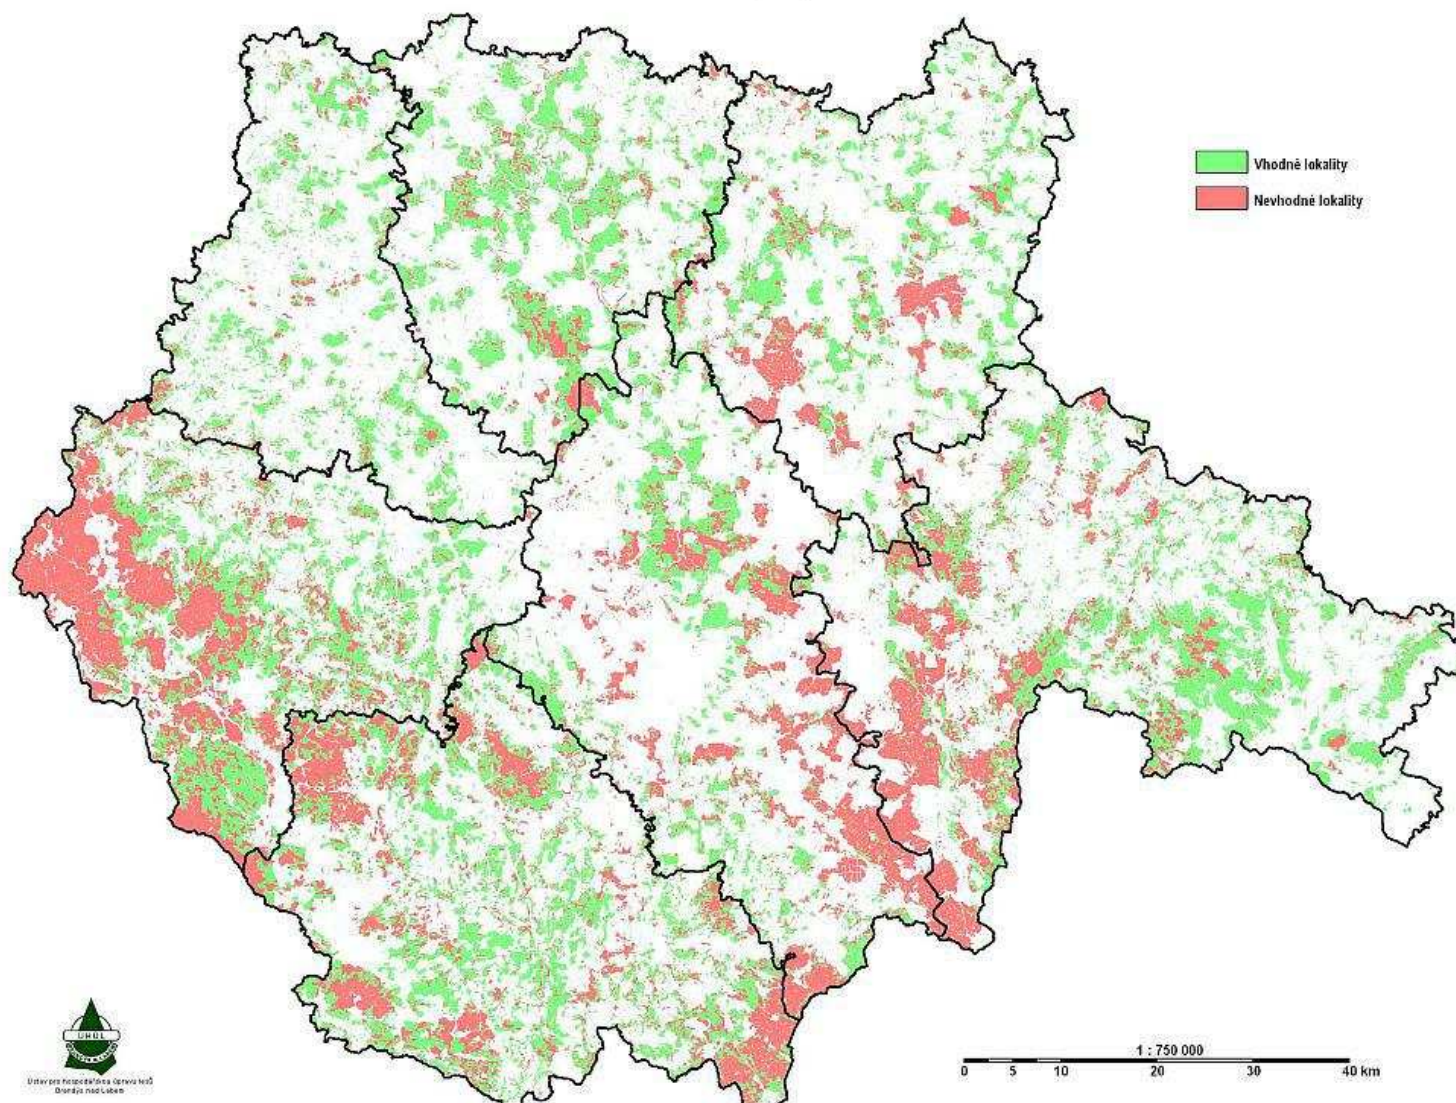 Vhodné lokality
Nevhodné lokality
1 : 750 000
0 5 10 20 30 40 km
ÚHÚL
Ústav pro hospodářskou úpravu lesů
Brandýs nad Labem